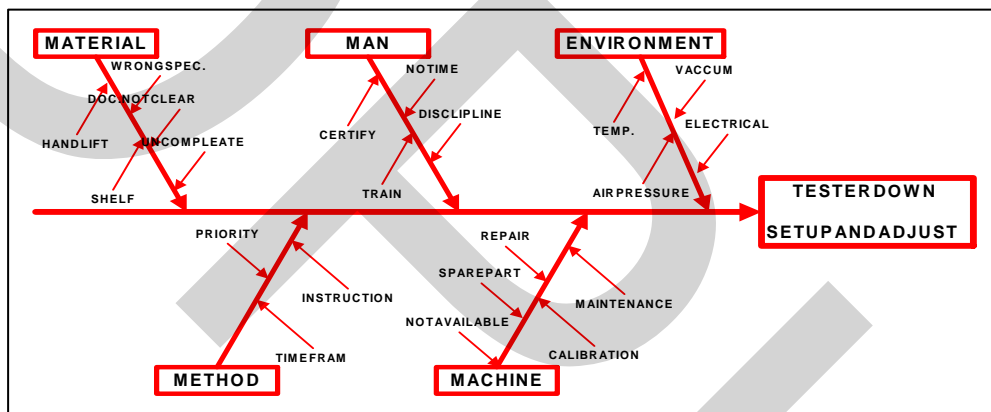 MATERIAL
MAN
ENVIRONMENT
WRONGSPEC.
DOC.NOTCLEAR
HANDLIFT
UNCOMPLEATE
SHELF
NOTIME
CERTIFY
DISCLIPLINE
TRAIN
VACCUM
TEMP.
ELECTRICAL
AIRPRESSURE
TESTERDOWN
SETUPANDADJUST
PRIORITY
INSTRUCTION
TIMEFRAM
REPAIR
SPAREPART
MAINTENANCE
NOTAVAILABLE
CALIBRATION
METHOD
MACHINE